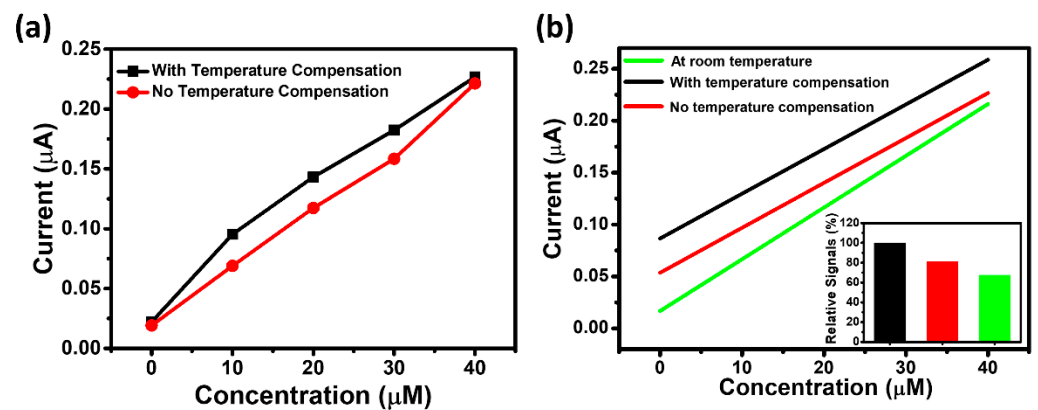 (a)
0.25
0.20
0.15
0.10
0.05
0.00
Current (μA)
With Temperature Compensation
No Temperature Compensation
0 10 20 30 40
Concentration (μM)
(b)
0.25
0.20
0.15
0.10
0.05
0.00
Current (μA)
At room temperature
With temperature compensation
No temperature compensation
Relative Signals (%)
120
100
80
60
40
20
0
0 10 20 30 40
Concentration (μM)